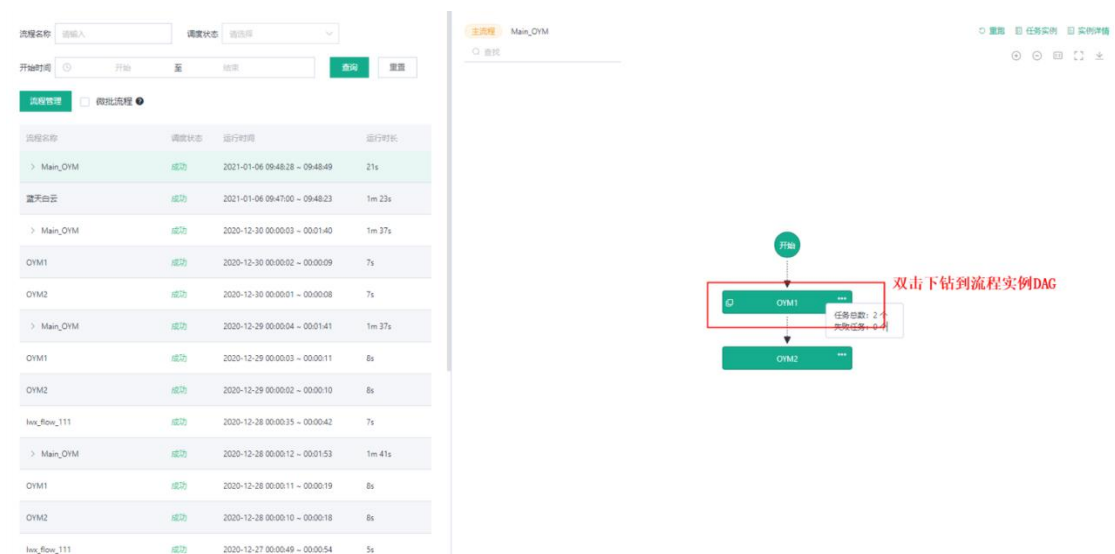 流程名称 请输入 调度状态 请选择
开始时间 开始 至 结束 查询 重置
流程管理 微批流程
流程名称 调度状态 运行时间 运行时长
Main_OYM 成功 2021-01-06 09:48:28 ~ 09:48:49 21s
蓝天白云 成功 2021-01-06 09:47:00 ~ 09:48:23 1m 23s
Main_OYM 成功 2020-12-30 00:00:03 ~ 00:01:40 1m 37s
OYM1 成功 2020-12-30 00:00:02 ~ 00:00:09 7s
OYM2 成功 2020-12-30 00:00:01 ~ 00:00:08 7s
Main_OYM 成功 2020-12-29 00:00:04 ~ 00:01:41 1m 37s
OYM1 成功 2020-12-29 00:00:03 ~ 00:00:11 8s
OYM2 成功 2020-12-29 00:00:02 ~ 00:00:10 8s
lwx_flow_111 成功 2020-12-28 00:00:35 ~ 00:00:42 7s
Main_OYM 成功 2020-12-28 00:00:12 ~ 00:01:53 1m 41s
OYM1 成功 2020-12-28 00:00:11 ~ 00:00:19 8s
OYM2 成功 2020-12-28 00:00:10 ~ 00:00:18 8s
lwx_flow_111 成功 2020-12-27 00:00:49 ~ 00:00:54 5s
主流程 Main_OYM 重跑 任务实例 实例详情
查找
开始
双击下钻到流程实例DAG
OYM1
任务总数：2 个
失败任务：0 个
OYM2